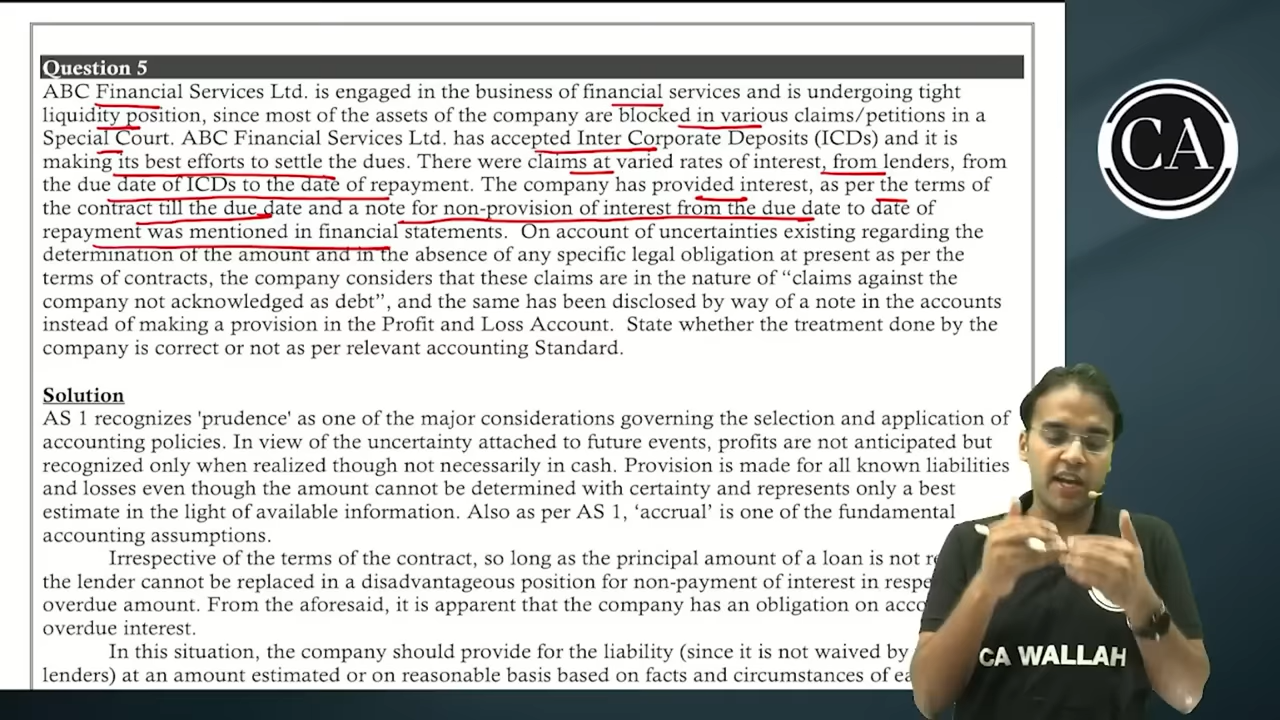 Question 5
ABC Financial Services Ltd. is engaged in the business of financial services and is undergoing tight
liquidity position, since most of the assets of the company are blocked in various claims/petitions in a
Special Court. ABC Financial Services Ltd. has accepted Inter Corporate Deposits (ICDs) and it is
making its best efforts to settle the dues. There were claims at varied rates of interest, from lenders, from
the due date of ICDs to the date of repayment. The company has provided interest, as per the terms of
the contract till the due date and a note for non-provision of interest from the due date to date of
repayment was mentioned in financial statements. On account of uncertainties existing regarding the
determination of the amount and in the absence of any specific legal obligation at present as per the
terms of contracts, the company considers that these claims are in the nature of “claims against the
company not acknowledged as debt”, and the same has been disclosed by way of a note in the accounts
instead of making a provision in the Profit and Loss Account. State whether the treatment done by the
company is correct or not as per relevant accounting Standard.
Solution
AS 1 recognizes 'prudence' as one of the major considerations governing the selection and application of
accounting policies. In view of the uncertainty attached to future events, profits are not anticipated but
recognized only when realized though not necessarily in cash. Provision is made for all known liabilities
and losses even though the amount cannot be determined with certainty and represents only a best
estimate in the light of available information. Also as per AS 1, ‘accrual’ is one of the fundamental
accounting assumptions.
Irrespective of the terms of the contract, so long as the principal amount of a loan is not
the lender cannot be replaced in a disadvantageous position for non-payment of interest in
overdue amount. From the aforesaid, it is apparent that the company has an obligation on
overdue interest.
In this situation, the company should provide for the liability (since it is not waived by
lenders) at an amount estimated or on reasonable basis based on facts and circumstances of
CA
CA WALLAH